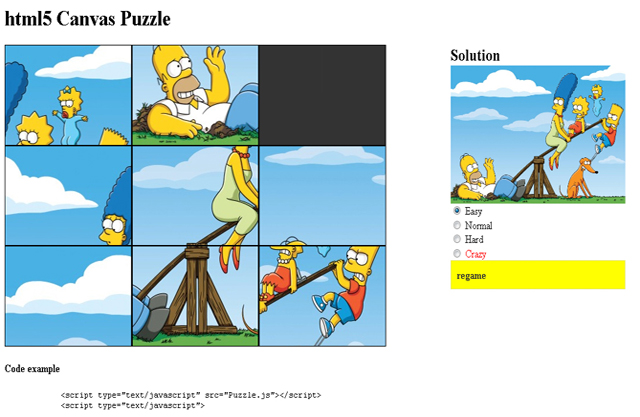 html5 Canvas Puzzle
Solution
Easy
Normal
Hard
Crazy
regame
Code example
<script type="text/javascript" src="Puzzle.js"></script>
<script type="text/javascript">